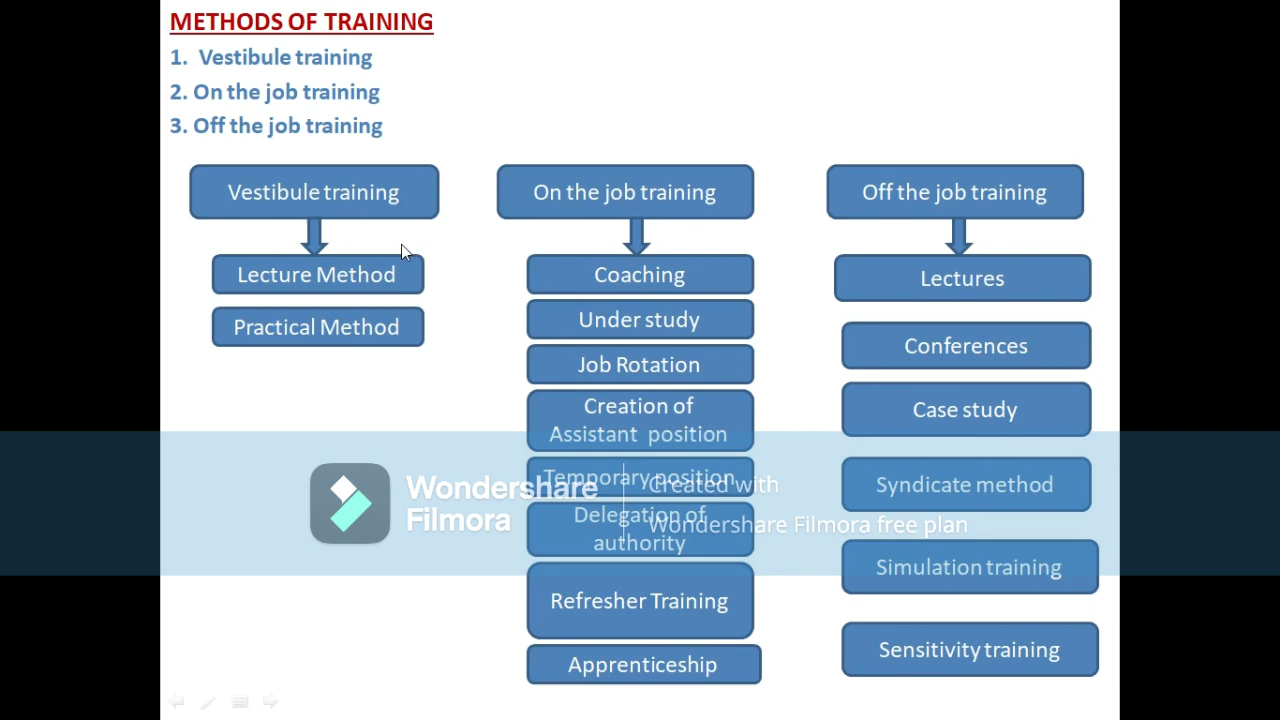 METHODS OF TRAINING
1. Vestibule training
2. On the job training
3. Off the job training
Vestibule training
Lecture Method
Practical Method
On the job training
Coaching
Under study
Job Rotation
Creation of
Assistant position
Temporary position
Delegation of
authority
Refresher Training
Apprenticeship
Off the job training
Lectures
Conferences
Case study
Syndicate method
Simulation training
Sensitivity training
Wondershare
Filmora
Created with
Wondershare Filmora free plan